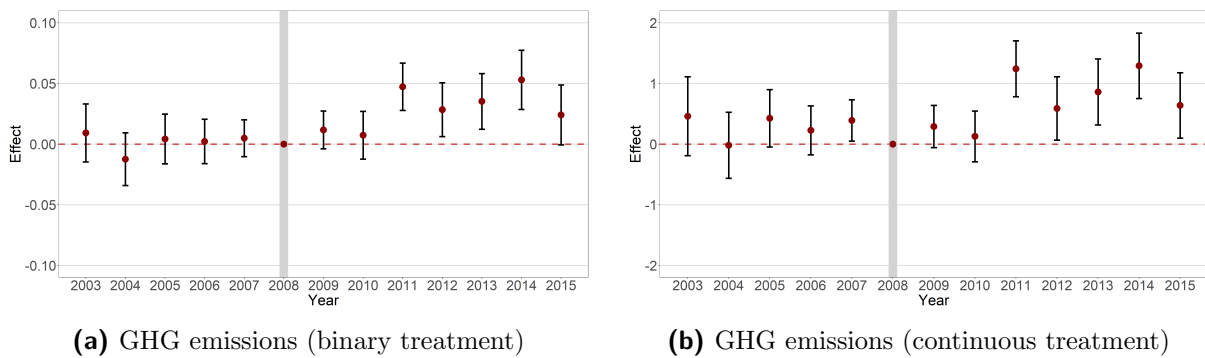 0.10
0.05
0.00
-0.05
-0.10
Effect
2003 2004 2005 2006 2007 2008 2009 2010 2011 2012 2013 2014 2015
Year
(a) GHG emissions (binary treatment)
2
1
0
-1
-2
Effect
2003 2004 2005 2006 2007 2008 2009 2010 2011 2012 2013 2014 2015
Year
(b) GHG emissions (continuous treatment)